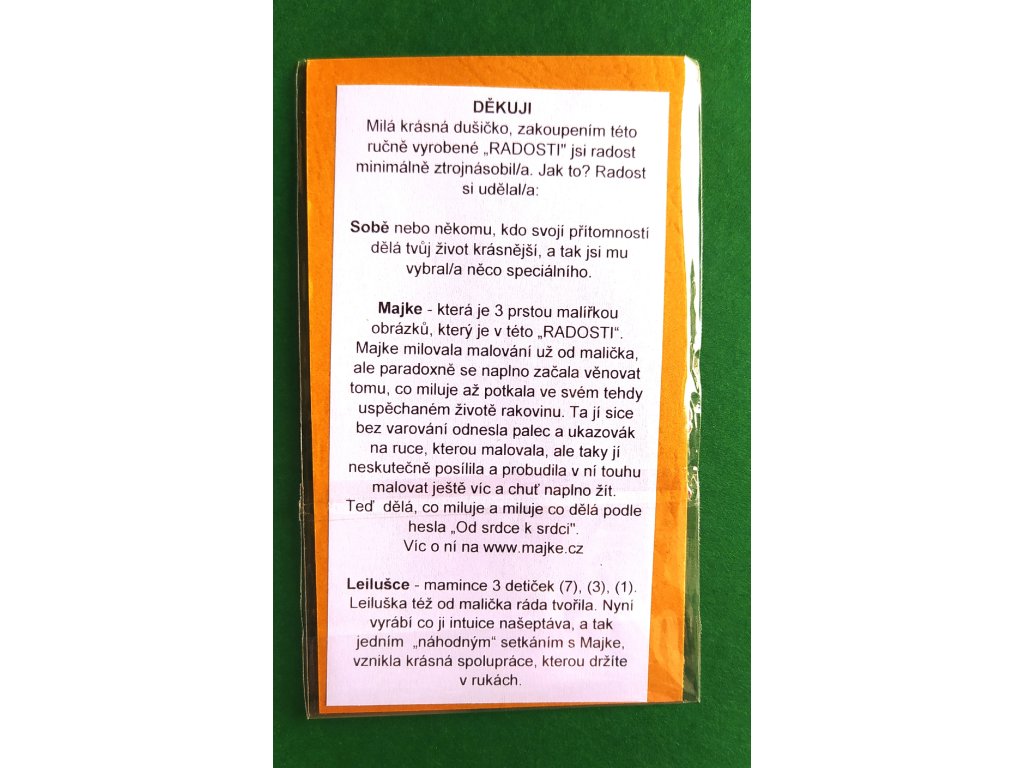 DĚKUJI
Milá krásná dušičko, zakoupením této
ručně vyrobené „RADOSTI" jsi radost
minimálně ztrojnásobil/a. Jak to? Radost
si udělal/a:
Sobě nebo někomu, kdo svojí přítomností
dělá tvůj život krásnější, a tak jsi mu
vybral/a něco speciálního.
Majke - která je 3 prstou malířkou
obrázků, který je v této „RADOSTI“.
Majke milovala malování už od malička,
ale paradoxně se naplno začala věnovat
tomu, co miluje až potkala ve svém tehdy
uspěchaném životě rakovinu. Ta jí sice
bez varování odnesla palec a ukazovák
na ruce, kterou malovala, ale taky jí
neskutečně posílila a probudila v ní touhu
malovat ještě víc a chuť naplno žít.
Teď dělá, co miluje a miluje co dělá podle
hesla „Od srdce k srdci".
Víc o ní na www.majke.cz
Leilušce - mamince 3 detiček (7), (3), (1).
Leiluška též od malička ráda tvořila. Nyní
vyrábí co ji intuice našeptává, a tak
jedním „náhodným“ setkáním s Majke,
vznikla krásná spolupráce, kterou držíte
v rukách.